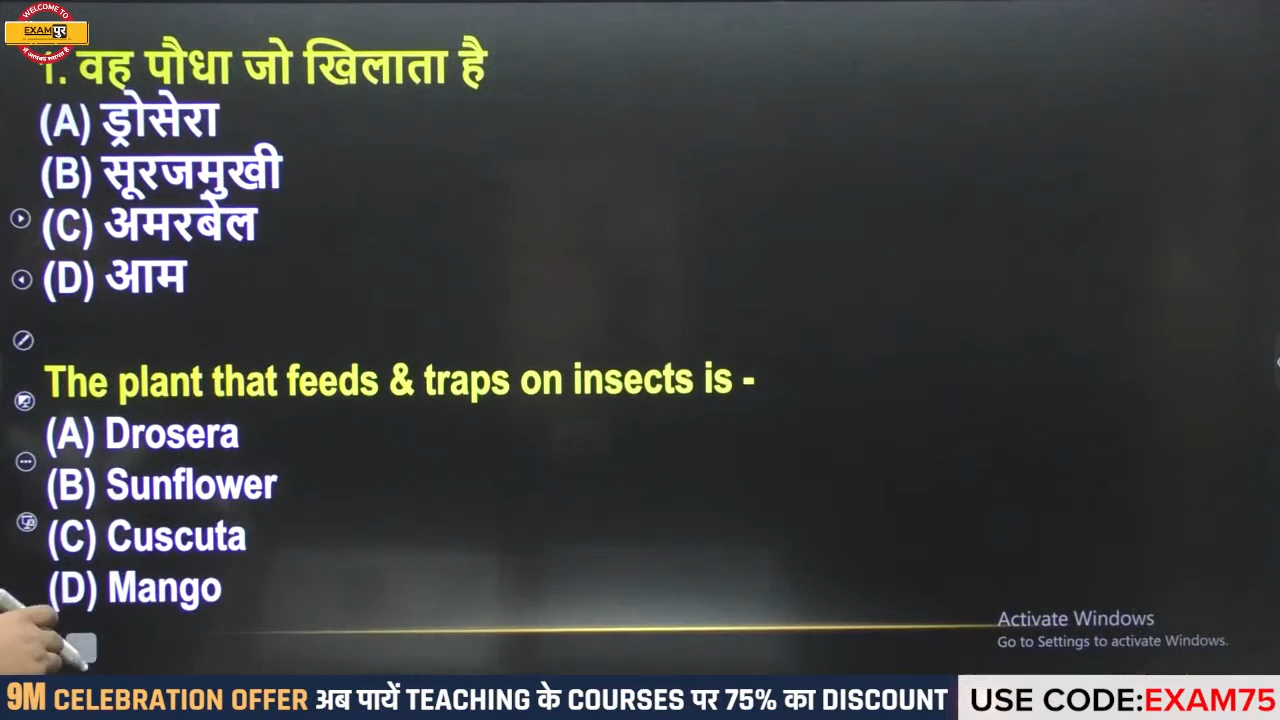 WELCOME TO
EXAMपुर
1. वह पौधा जो खिलाता है
(A) ड्रोसेरा
(B) सूरजमुखी
(C) अमरबेल
(D) आम
The plant that feeds & traps on insects is -
(A) Drosera
(B) Sunflower
(C) Cuscuta
(D) Mango
Activate Windows
Go to Settings to activate Windows.
9M CELEBRATION OFFER अब पायें TEACHING के COURSES पर 75% का DISCOUNT
USE CODE:EXAM75